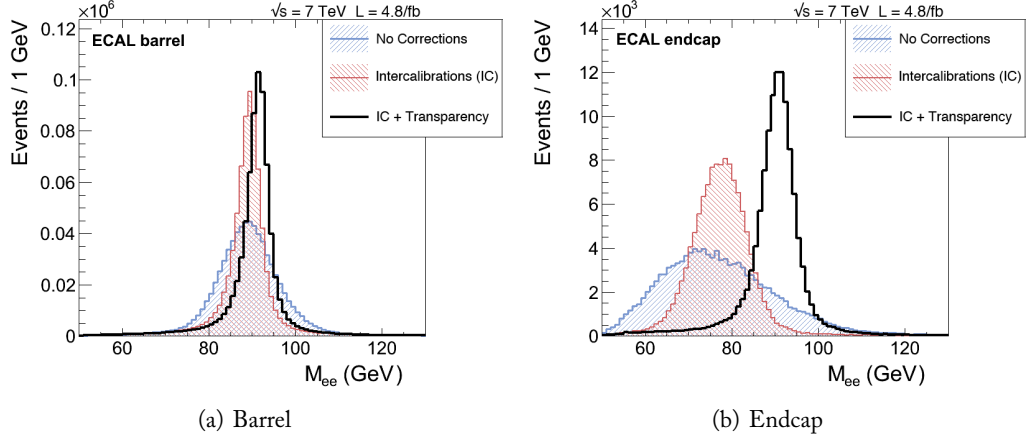 ×10⁶
√s = 7 TeV L = 4.8/fb
ECAL barrel
No Corrections
Intercalibrations (IC)
IC + Transparency
Events / 1 GeV
0.12
0.1
0.08
0.06
0.04
0.02
0
60 80 100 120
M_ee (GeV)
(a) Barrel
×10³
√s = 7 TeV L = 4.8/fb
ECAL endcap
No Corrections
Intercalibrations (IC)
IC + Transparency
Events / 1 GeV
14
12
10
8
6
4
2
0
60 80 100 120
M_ee (GeV)
(b) Endcap